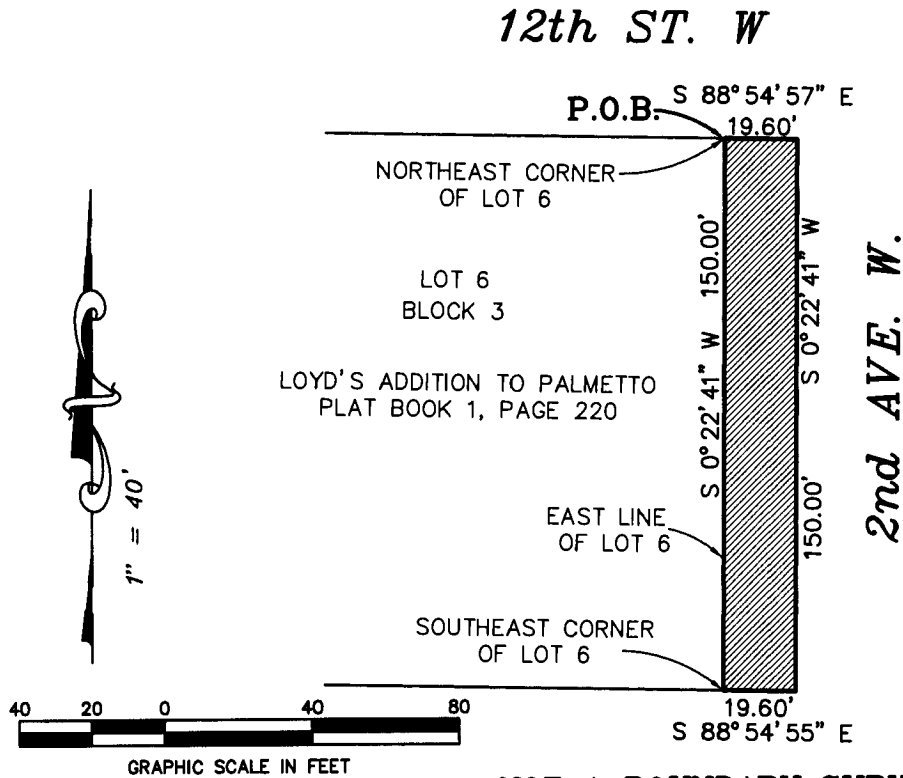 12th ST. W
S 88° 54' 57" E
P.O.B.
19.60'
NORTHEAST CORNER
OF LOT 6
LOT 6
BLOCK 3
LOYD'S ADDITION TO PALMETTO
PLAT BOOK 1, PAGE 220
S 0° 22' 41" W 150.00'
S 0° 22' 41" W
150.00'
2nd AVE. W.
1" = 40'
EAST LINE
OF LOT 6
SOUTHEAST CORNER
OF LOT 6
19.60'
S 88° 54' 55" E
40 20 0 40 80
GRAPHIC SCALE IN FEET